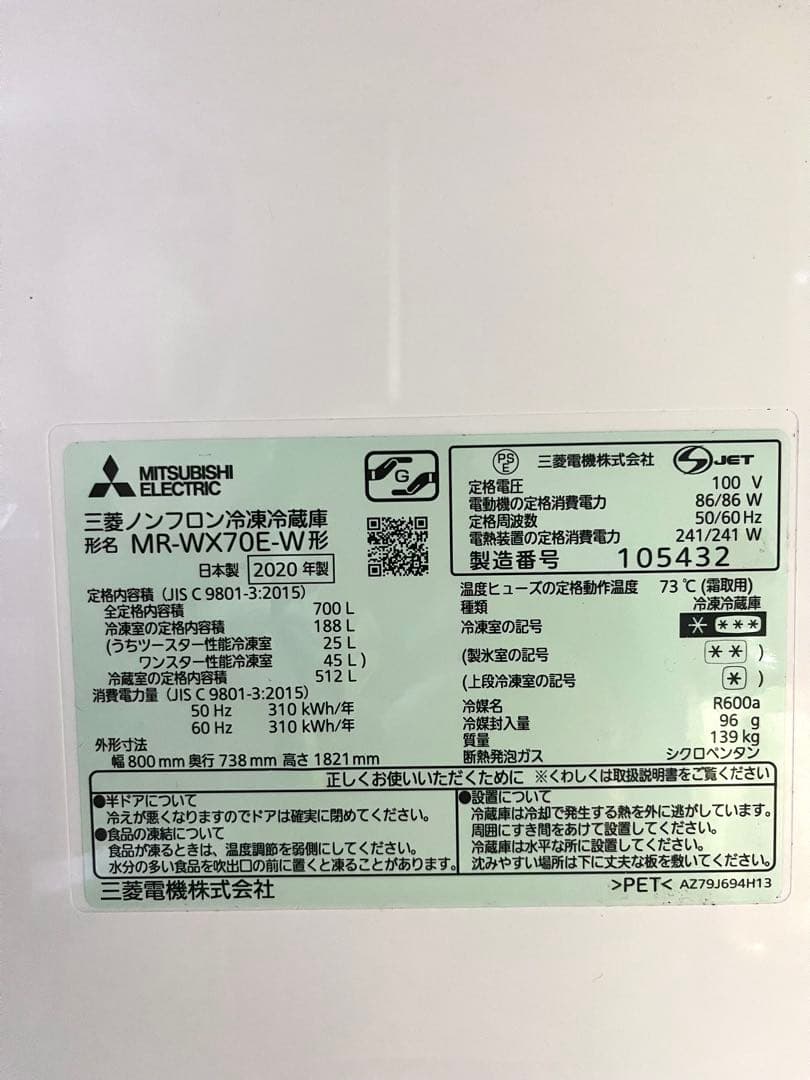 MITSUBISHI
ELECTRIC
G
三菱ノンフロン冷凍冷蔵庫
形名 MR-WX70E-W形
日本製 2020 年製
定格内容積（JIS C 9801-3:2015）
全定格内容積 700 L
冷凍室の定格内容積 188 L
(うちツースター性能冷凍室 25 L
ワンスター性能冷凍室 45 L )
冷蔵室の定格内容積 512 L
消費電力量（JIS C 9801-3:2015）
50 Hz 310 kWh/年
60 Hz 310 kWh/年
外形寸法
幅 800 mm 奥行 738 mm 高さ 1821 mm
PS
E
三菱電機株式会社
S JET
定格電圧 100 V
電動機の定格消費電力 86/86 W
定格周波数 50/60 Hz
電熱装置の定格消費電力 241/241 W
製造番号 105432
温度ヒューズの定格動作温度 73 ℃ (霜取用)
種類 冷凍冷蔵庫
冷凍室の記号 * ***
(製氷室の記号 ** )
(上段冷凍室の記号 * )
冷媒名 R600a
冷媒封入量 96 g
質量 139 kg
断熱発泡ガス シクロペンタン
正しくお使いいただくために ※くわしくは取扱説明書をご覧ください
●半ドアについて
冷えが悪くなりますのでドアは確実に閉めてください。
●食品の凍結について
食品が凍るときは、温度調節を弱側にしてください。
水分の多い食品を吹出口の前に置くと凍ることがあります。
●設置について
冷蔵庫は冷却で発生する熱を外に逃がしています。
周囲にすき間をあけて設置してください。
冷蔵庫は水平な所に設置してください。
沈みやすい場所は下に丈夫な板を敷いてください。
三菱電機株式会社
>PET< AZ79J694H13